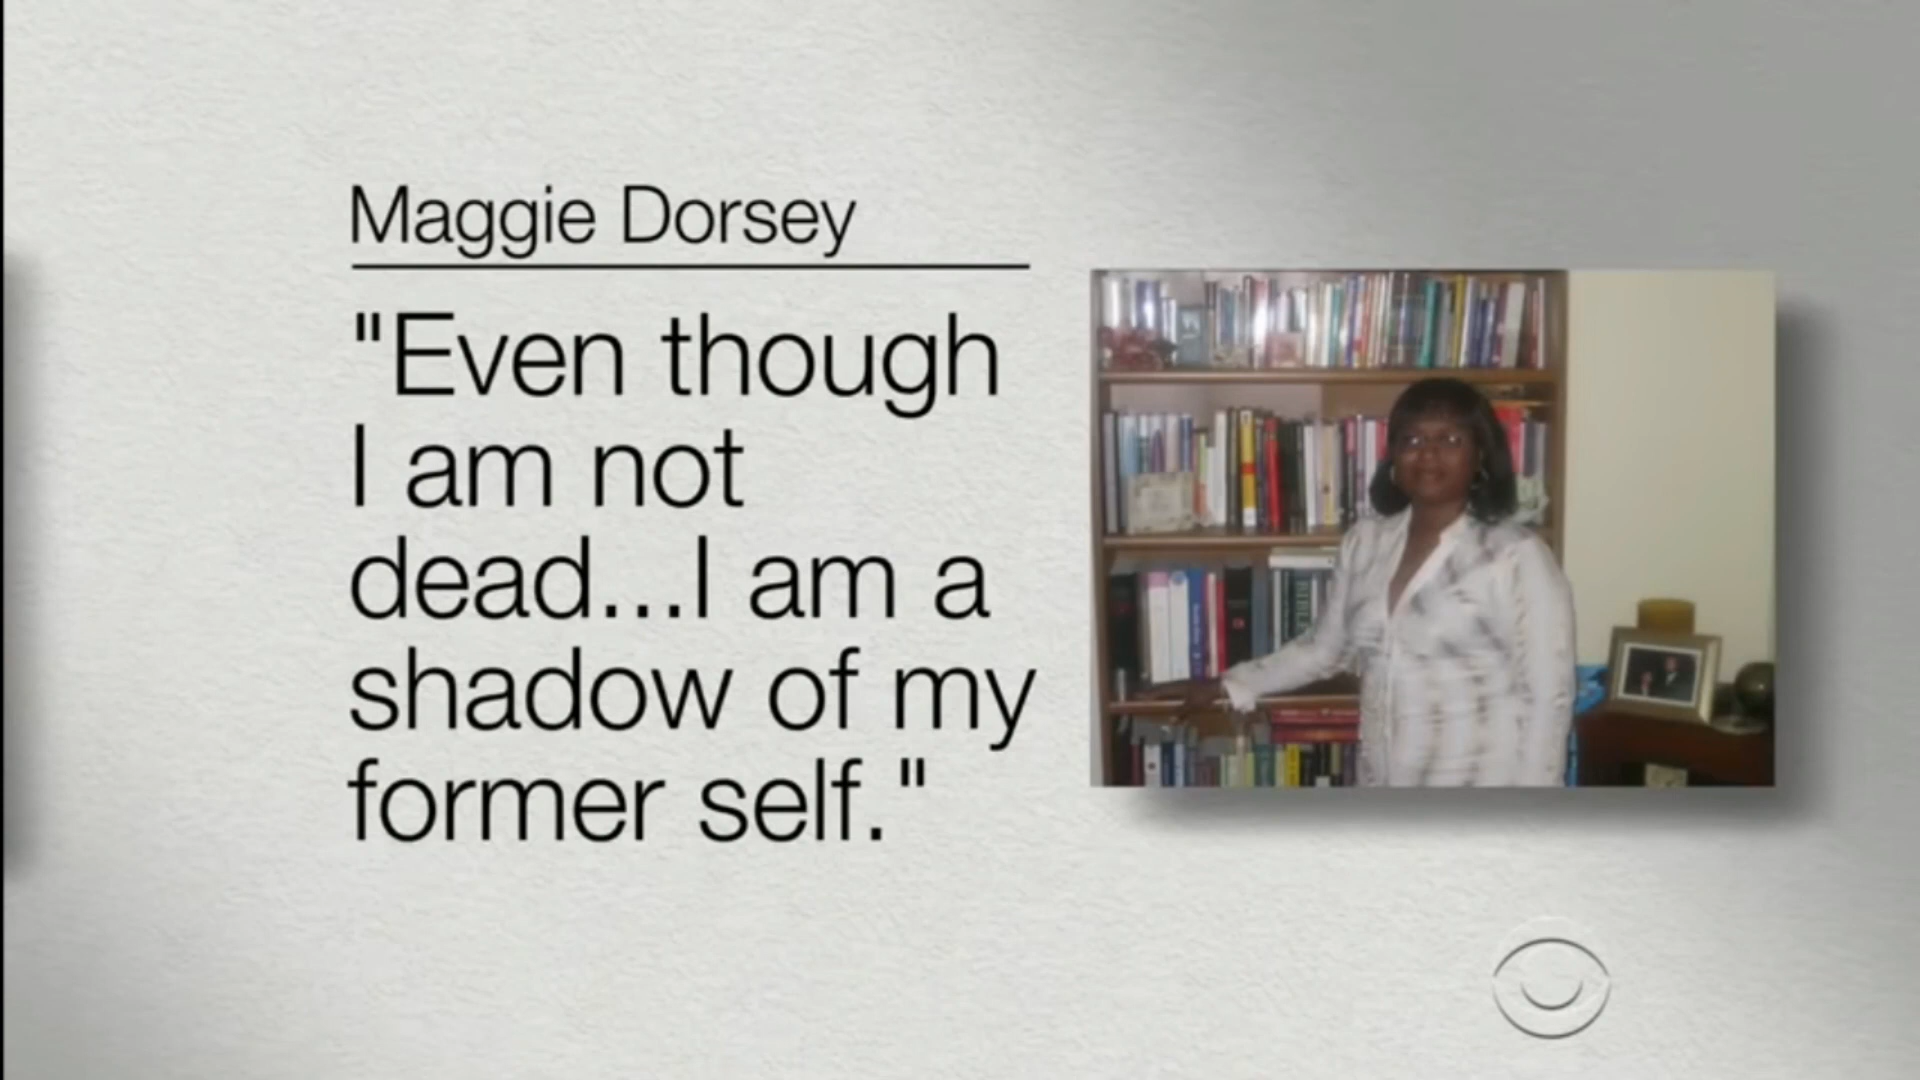 Maggie Dorsey
"Even though
I am not
dead...I am a
shadow of my
former self."